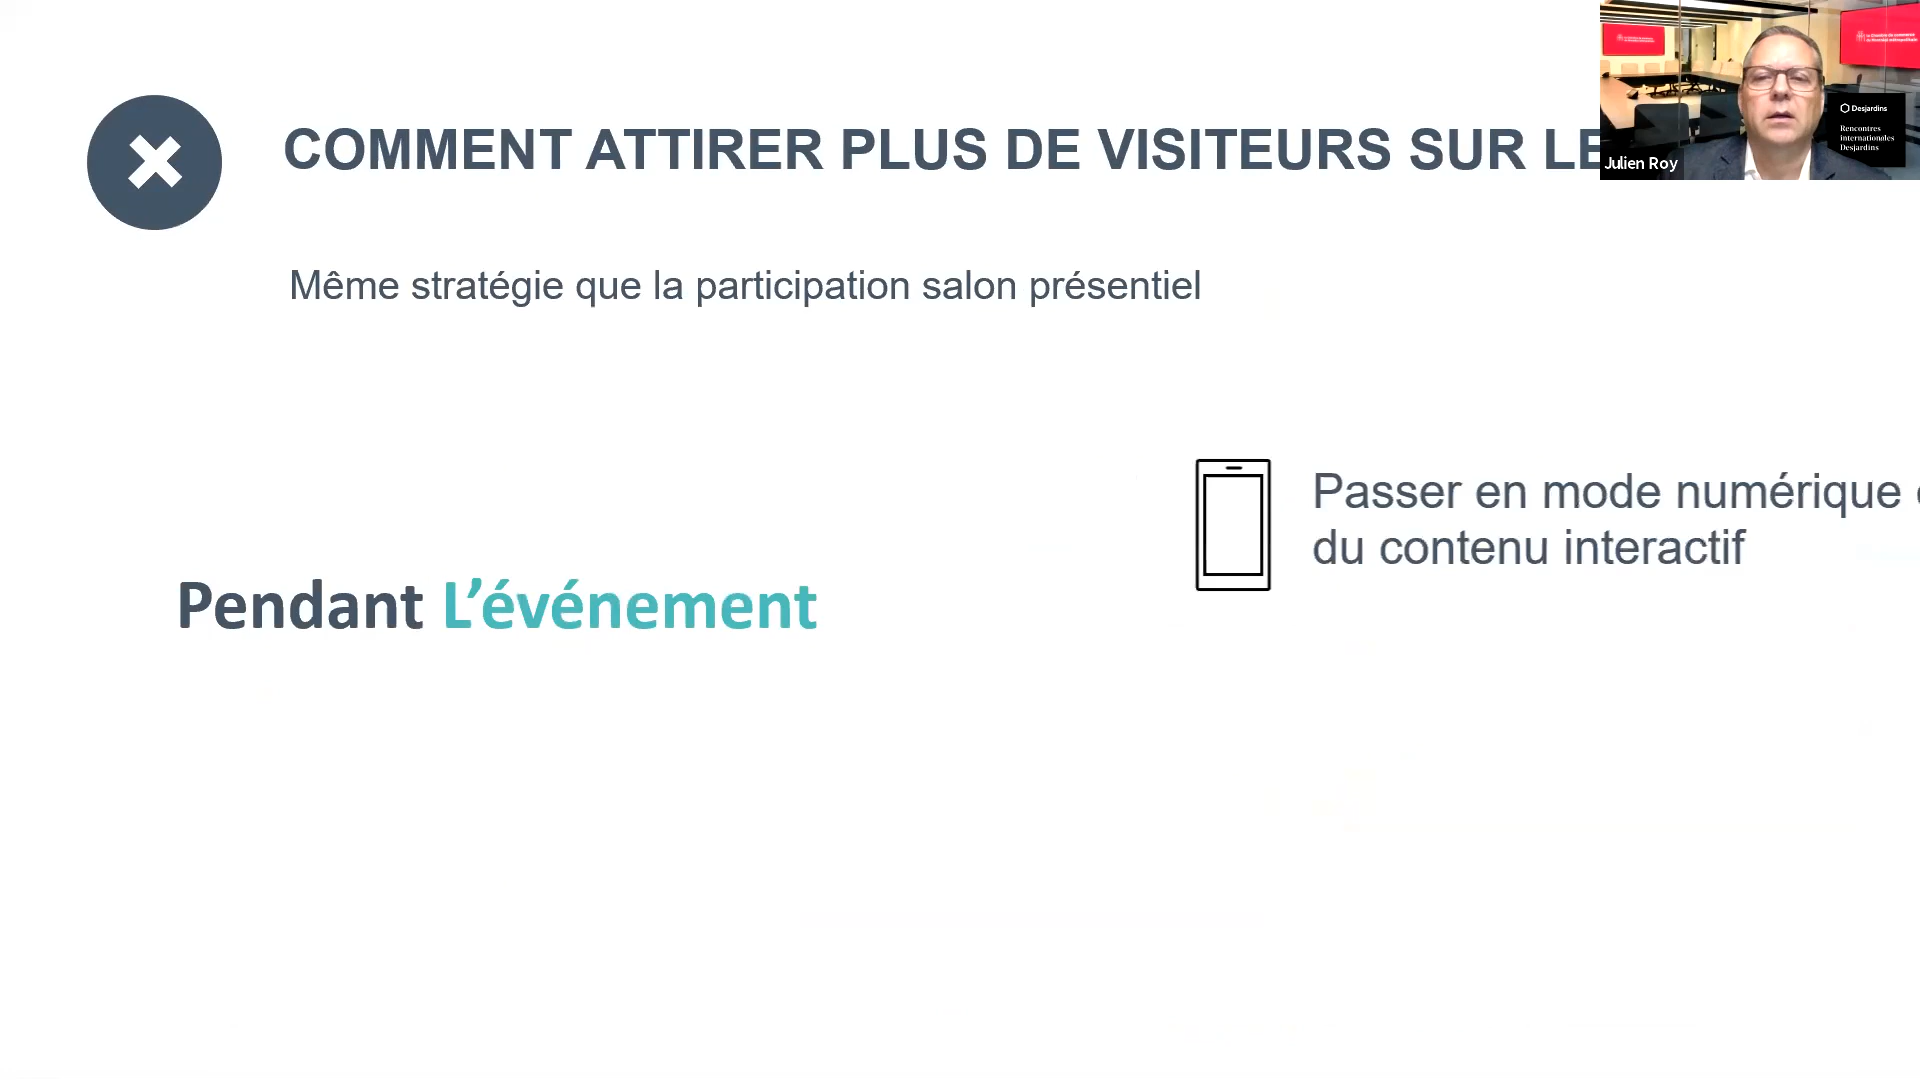 COMMENT ATTIRER PLUS DE VISITEURS SUR LE
Même stratégie que la participation salon présentiel
Passer en mode numérique
du contenu interactif
Pendant L’événement
Julien Roy
Desjardins
Rencontres
internationales
Desjardins